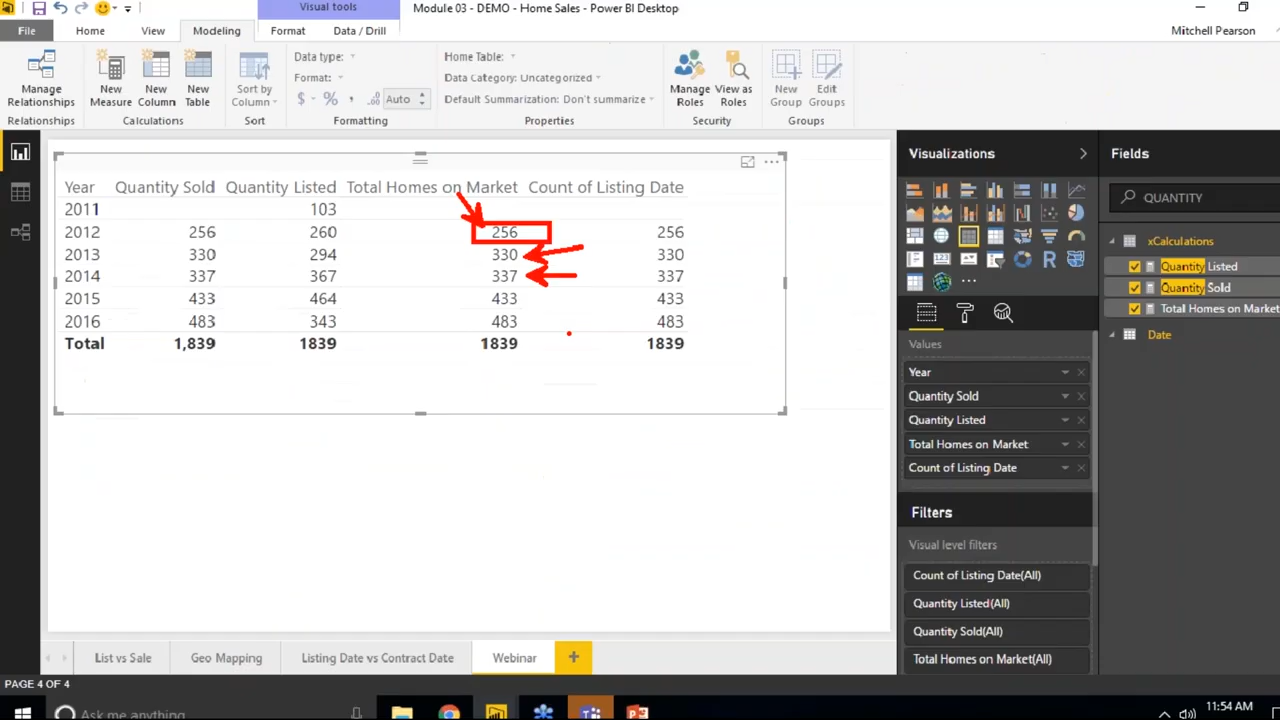 Visual tools
Module 03 - DEMO - Home Sales - Power BI Desktop
File Home View Modeling Format Data / Drill
Mitchell Pearson
Manage Relationships
New Measure
New Column
New Table
Sort by Column
Data type:
Format:
$ % , .00 Auto
Home Table:
Data Category: Uncategorized
Default Summarization: Don't summarize
Manage Roles
View as Roles
New Group
Edit Groups
Relationships Calculations Sort Formatting Properties Security Groups
Year Quantity Sold Quantity Listed Total Homes on Market Count of Listing Date
2011 103
2012 256 260 256 256
2013 330 294 330 330
2014 337 367 337 337
2015 433 464 433 433
2016 483 343 483 483
Total 1,839 1839 1839 1839
Visualizations
R
Values
Year
Quantity Sold
Quantity Listed
Total Homes on Market
Count of Listing Date
Filters
Visual level filters
Count of Listing Date(All)
Quantity Listed(All)
Quantity Sold(All)
Total Homes on Market(All)
Fields
QUANTITY
xCalculations
Quantity Listed
Quantity Sold
Total Homes on Market
Date
List vs Sale Geo Mapping Listing Date vs Contract Date Webinar +
PAGE 4 OF 4
Ask me anything
11:54 AM